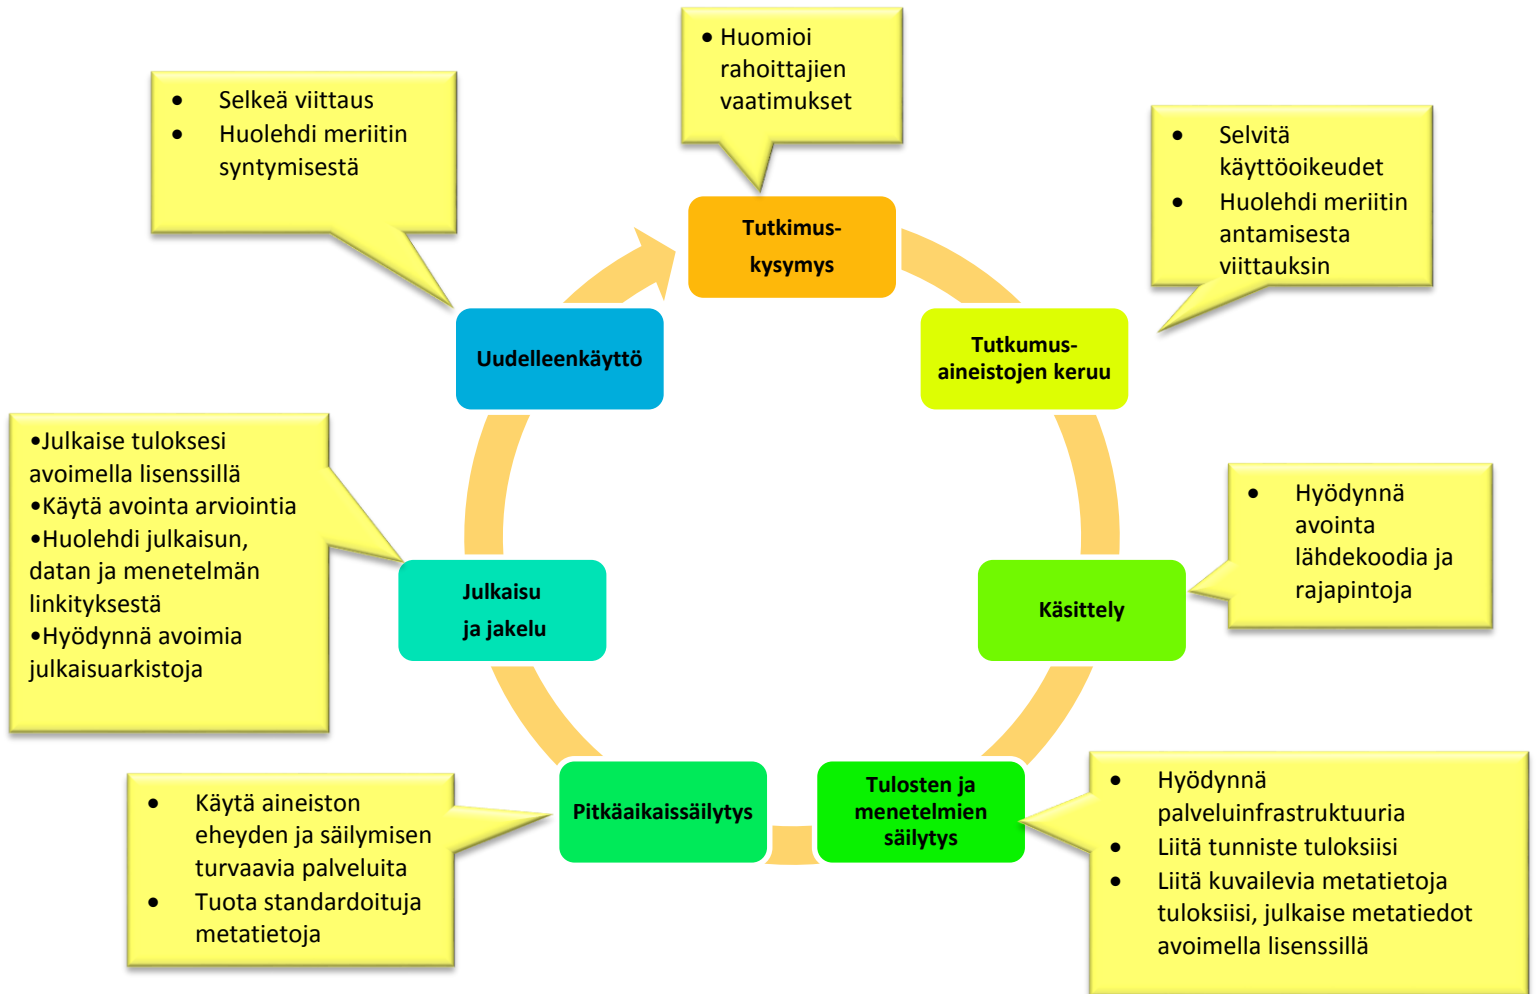 • Huomioi
rahoittajien
vaatimukset
• Selkeä viittaus
• Huolehdi meriitin
syntymisestä
• Selvitä
käyttöoikeudet
• Huolehdi meriitin
antamisesta
viittauksin
Tutkimus-
kysymys
Tutkumus-
aineistojen keruu
Uudelleenkäyttö
•Julkaise tuloksesi
avoimella lisenssillä
•Käytä avointa arviointia
•Huolehdi julkaisun,
datan ja menetelmän
linkityksestä
•Hyödynnä avoimia
julkaisuarkistoja
• Hyödynnä
avointa
lähdekoodia ja
rajapintoja
Julkaisu
ja jakelu
Käsittely
• Käytä aineiston
eheyden ja säilymisen
turvaavia palveluita
• Tuota standardoituja
metatietoja
Pitkäaikaissäilytys
Tulosten ja
menetelmien
säilytys
• Hyödynnä
palveluinfrastruktuuria
• Liitä tunniste tuloksiisi
• Liitä kuvailevia metatietoja
tuloksiisi, julkaise metatiedot
avoimella lisenssillä